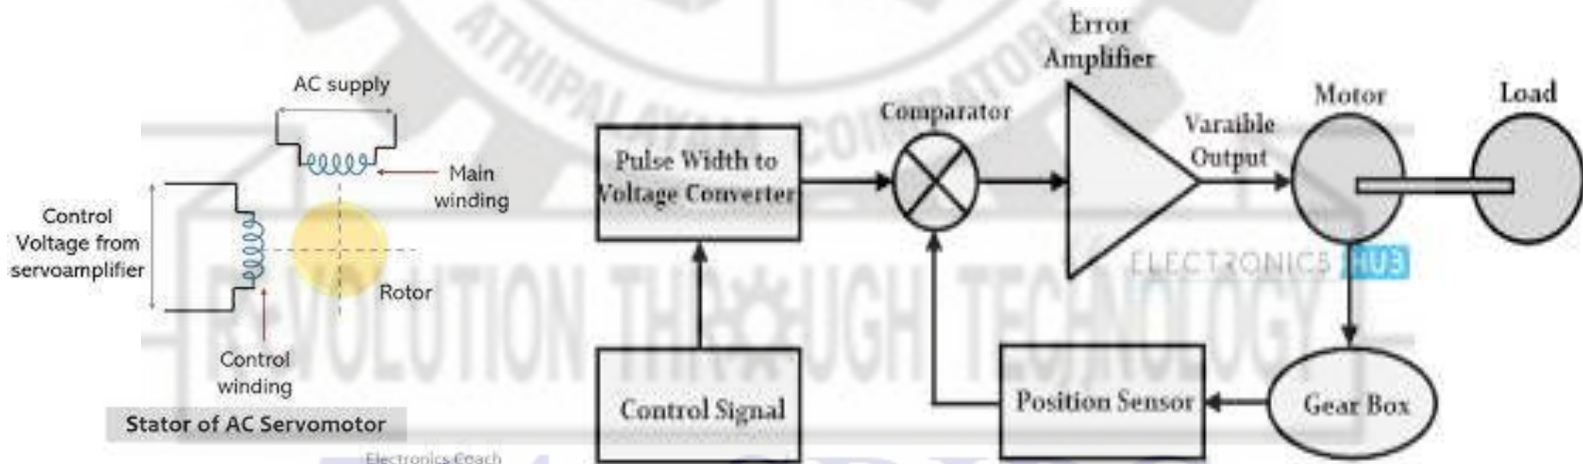 AC supply
Main
winding
Control
Voltage from
servoamplifier
Rotor
Control
winding
Stator of AC Servomotor
Electronics Coach
Pulse Width to
Voltage Converter
Control Signal
Comparator
Error
Amplifier
Varaible
Output
Motor
Load
ELECTRONICS HUB
Position Sensor
Gear Box
ATHIPALAYAM COIMBATORE
REVOLUTION THROUGH TECHNOLOGY